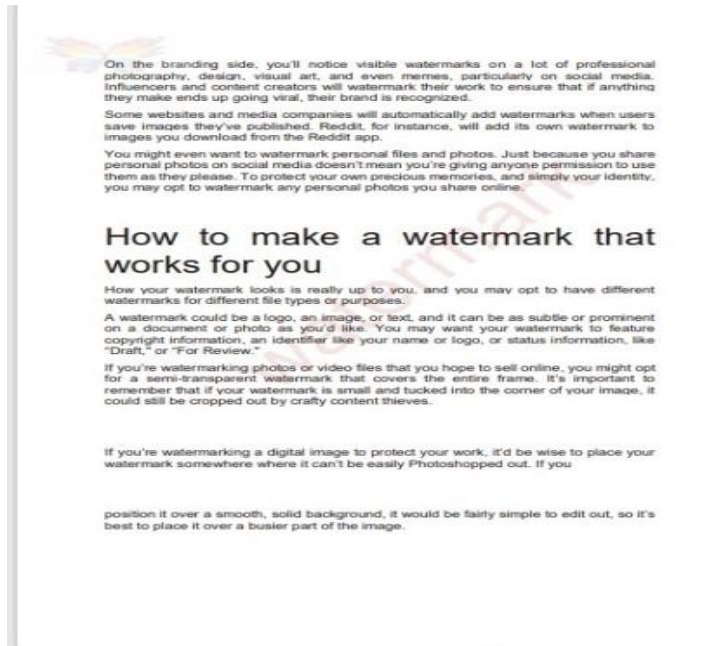 On the branding side, you'll notice visible watermarks on a lot of professional
photography, design, visual art, and even memes, particularly on social media.
Influencers and content creators will watermark their work to ensure that if anything
they make ends up going viral, their brand is recognized.
Some websites and media companies will automatically add watermarks when users
save images they've published. Reddit, for instance, will add its own watermark to
images you download from the Reddit app.
You might even want to watermark personal files and photos. Just because you share
personal photos on social media doesn't mean you're giving anyone permission to use
them as they please. To protect your own precious memories, and simply your identity,
you may opt to watermark any personal photos you share online.
How to make a watermark that
works for you
How your watermark looks is really up to you, and you may opt to have different
watermarks for different file types or purposes.
A watermark could be a logo, an image, or text, and it can be as subtle or prominent
on a document or photo as you'd like. You may want your watermark to feature
copyright information, an identifier like your name or logo, or status information, like
"Draft," or "For Review."
If you're watermarking photos or video files that you hope to sell online, you might opt
for a semi-transparent watermark that covers the entire frame. It's important to
remember that if your watermark is small and tucked into the corner of your image, it
could still be cropped out by crafty content thieves.
If you're watermarking a digital image to protect your work, it'd be wise to place your
watermark somewhere where it can't be easily Photoshopped out. If you
position it over a smooth, solid background, it would be fairly simple to edit out, so it's
best to place it over a busier part of the image.